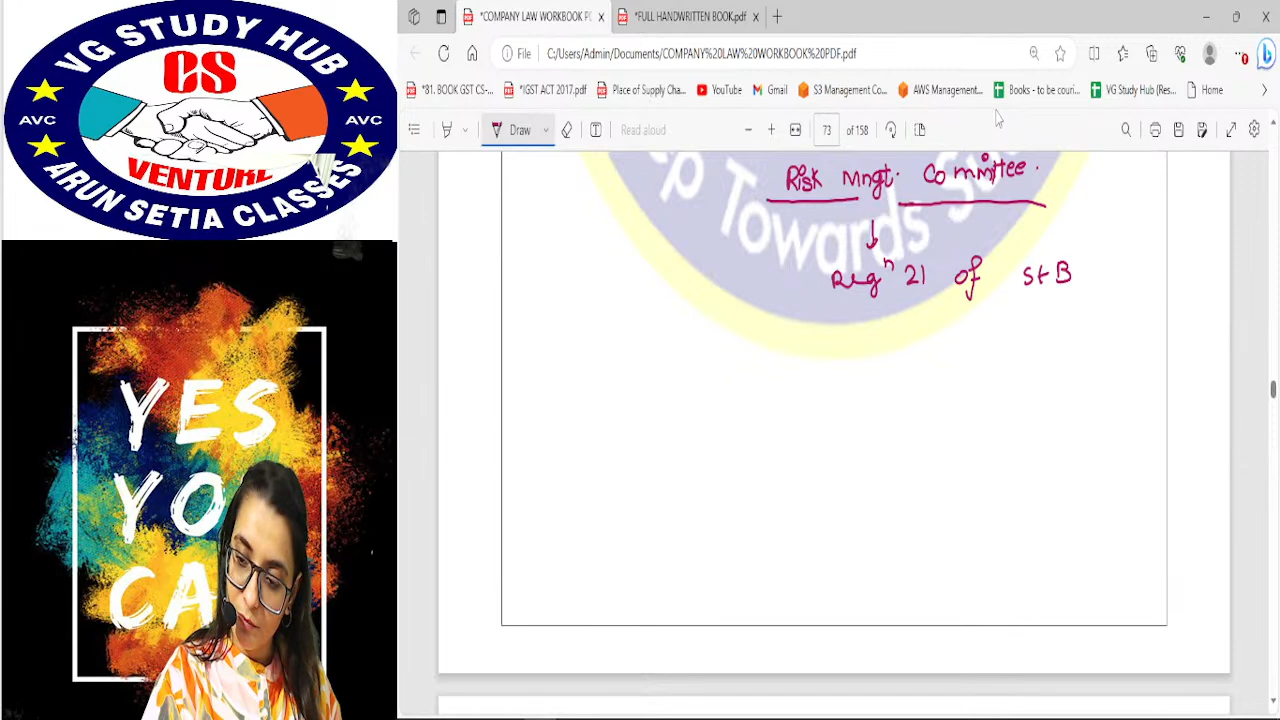 VG STUDY HUB
CS
AVC
AVC
VENTURE
ARUN SETIA CLASSES
YES
YO
CA
*COMPANY LAW WORKBOOK PD
*FULL HANDWRITTEN BOOK.pdf
File
C:/Users/Admin/Documents/COMPANY%20LAW%20WORKBOOK%20PDF.pdf
*81. BOOK GST CS-...
*IGST ACT 2017.pdf
Place of Supply Cha...
YouTube
Gmail
S3 Management Co...
AWS Management...
Books - to be couri...
VG Study Hub (Res...
Home
Draw
Read aloud
73
of 158
Risk Mngt. Committee.
Towards
Regn 21 of